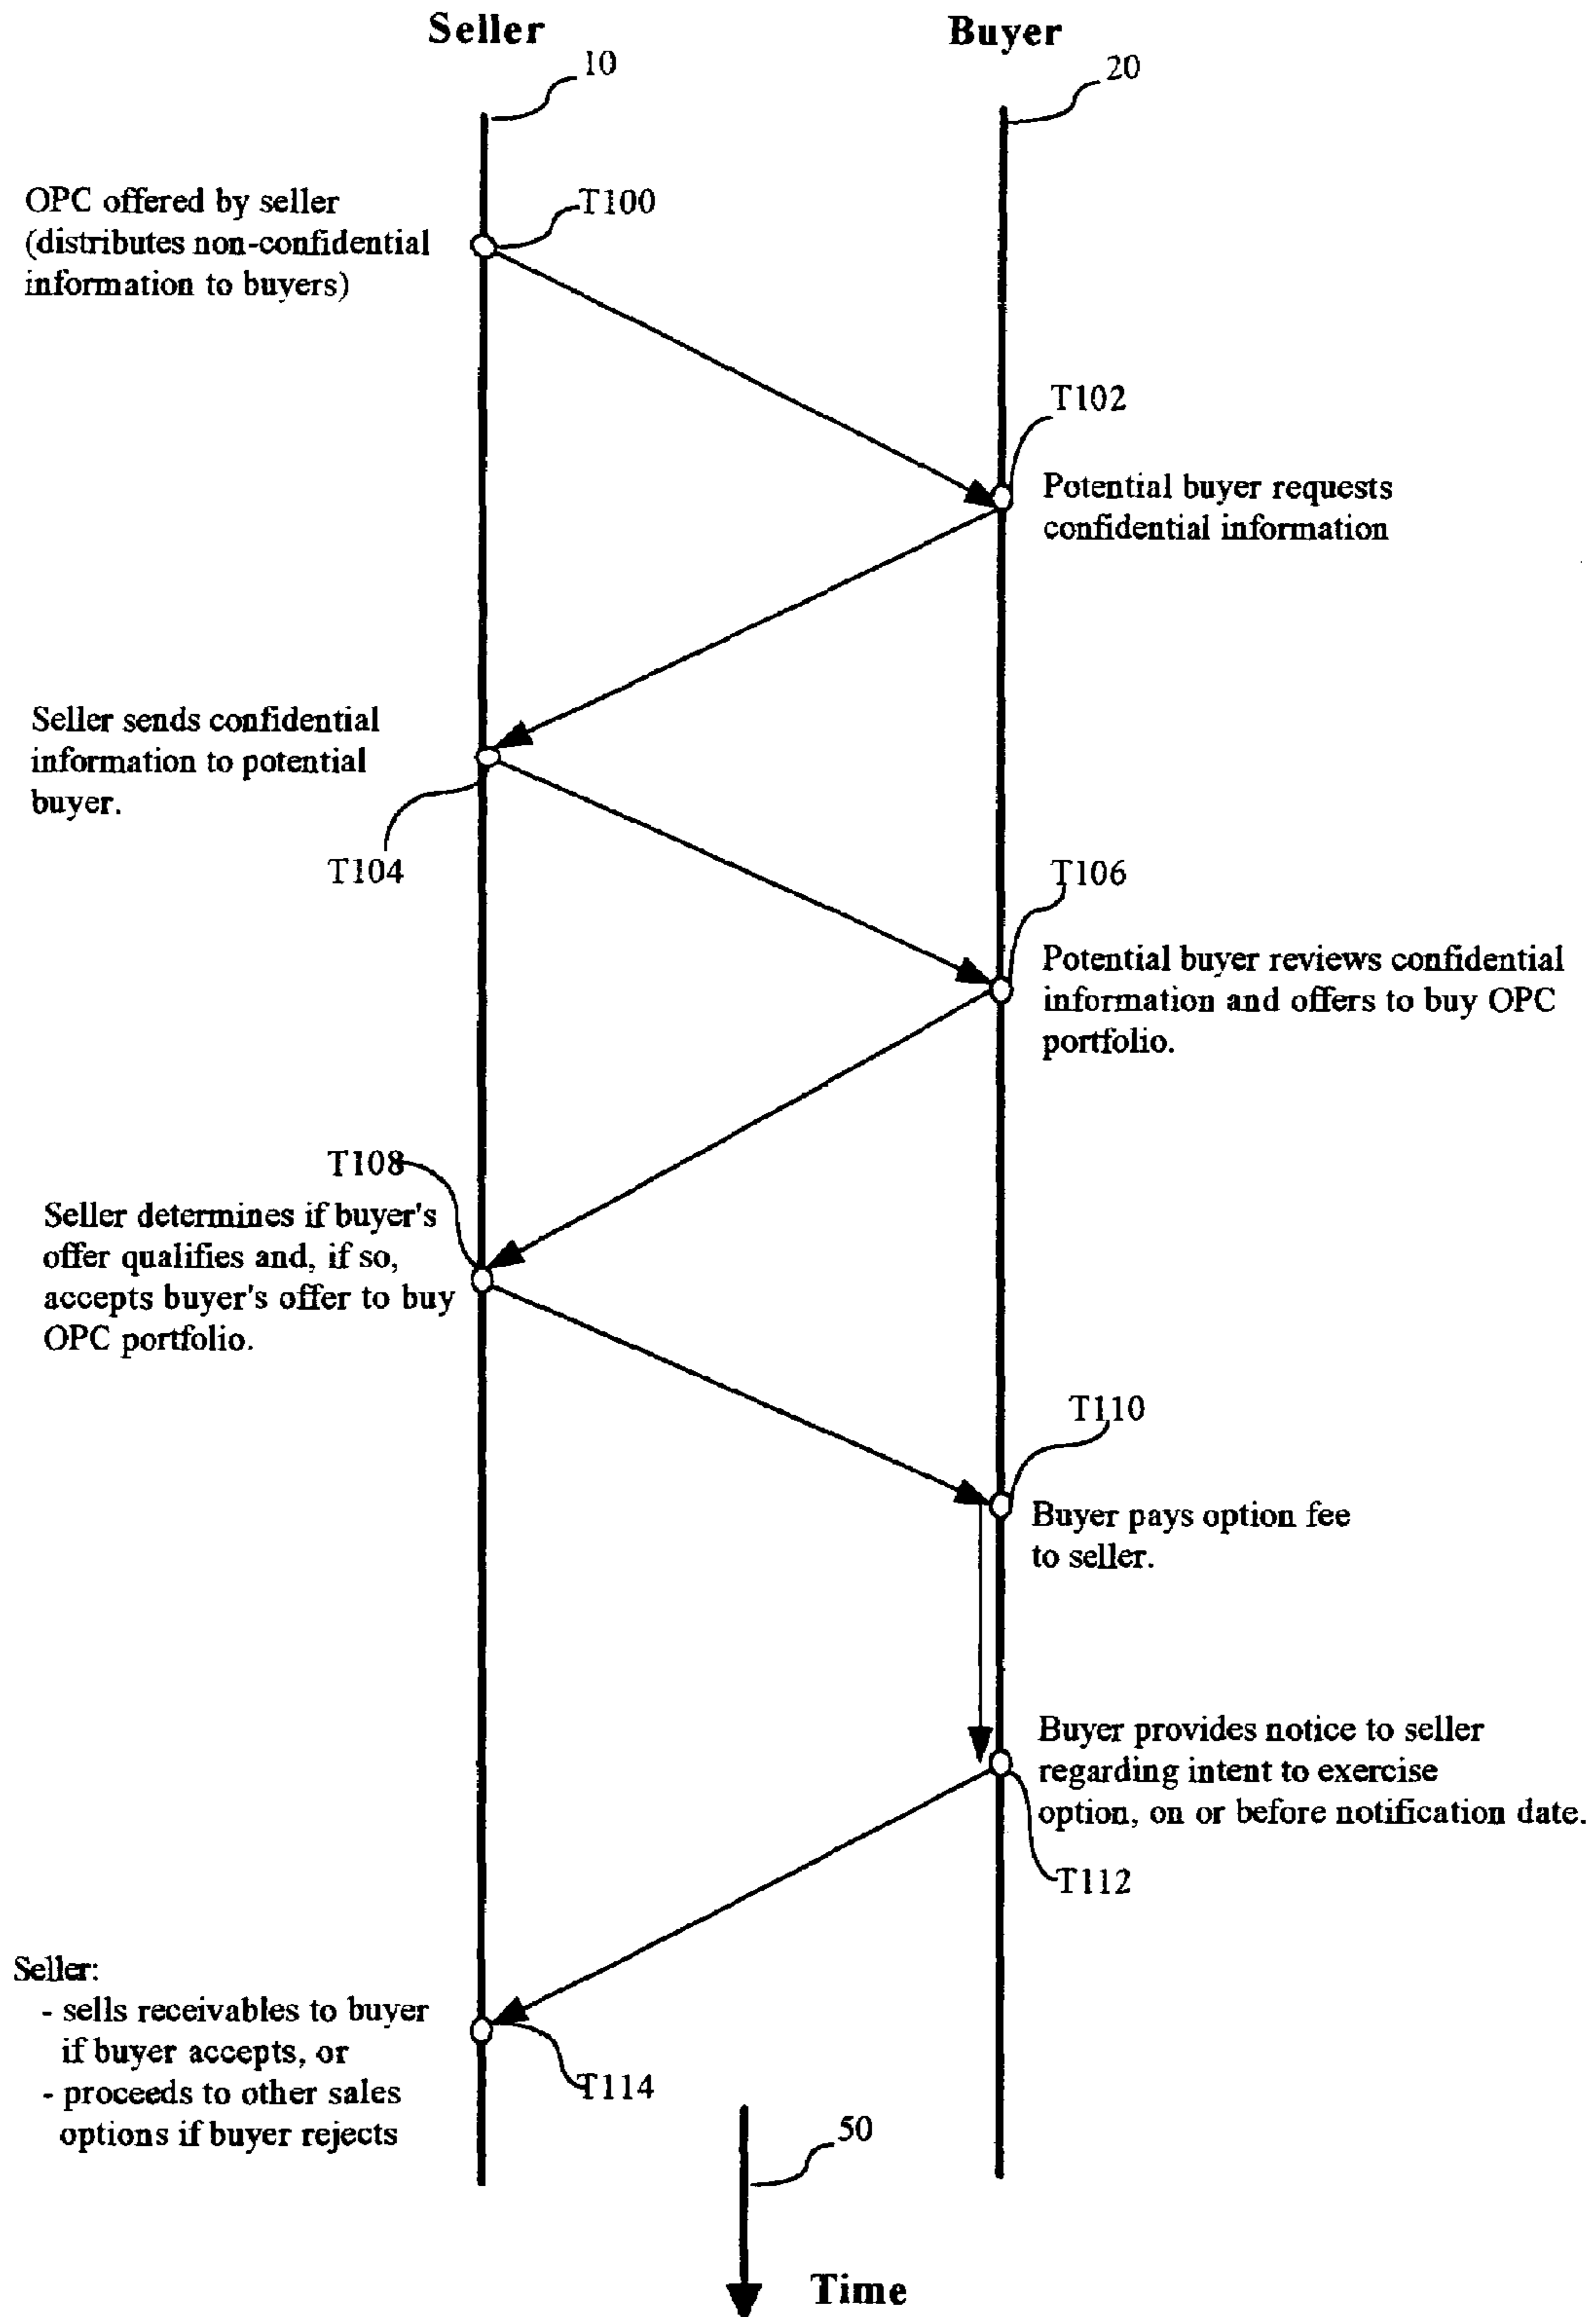 Seller
Buyer
10
20
OPC offered by seller
(distributes non-confidential
information to buyers)
T100
T102
Potential buyer requests
confidential information
Seller sends confidential
information to potential
buyer.
T104
T106
Potential buyer reviews confidential
information and offers to buy OPC
portfolio.
T108
Seller determines if buyer's
offer qualifies and, if so,
accepts buyer's offer to buy
OPC portfolio.
T110
Buyer pays option fee
to seller.
Buyer provides notice to seller
regarding intent to exercise
option, on or before notification date.
T112
Seller:
- sells receivables to buyer
if buyer accepts, or
- proceeds to other sales
options if buyer rejects
T114
50
Time